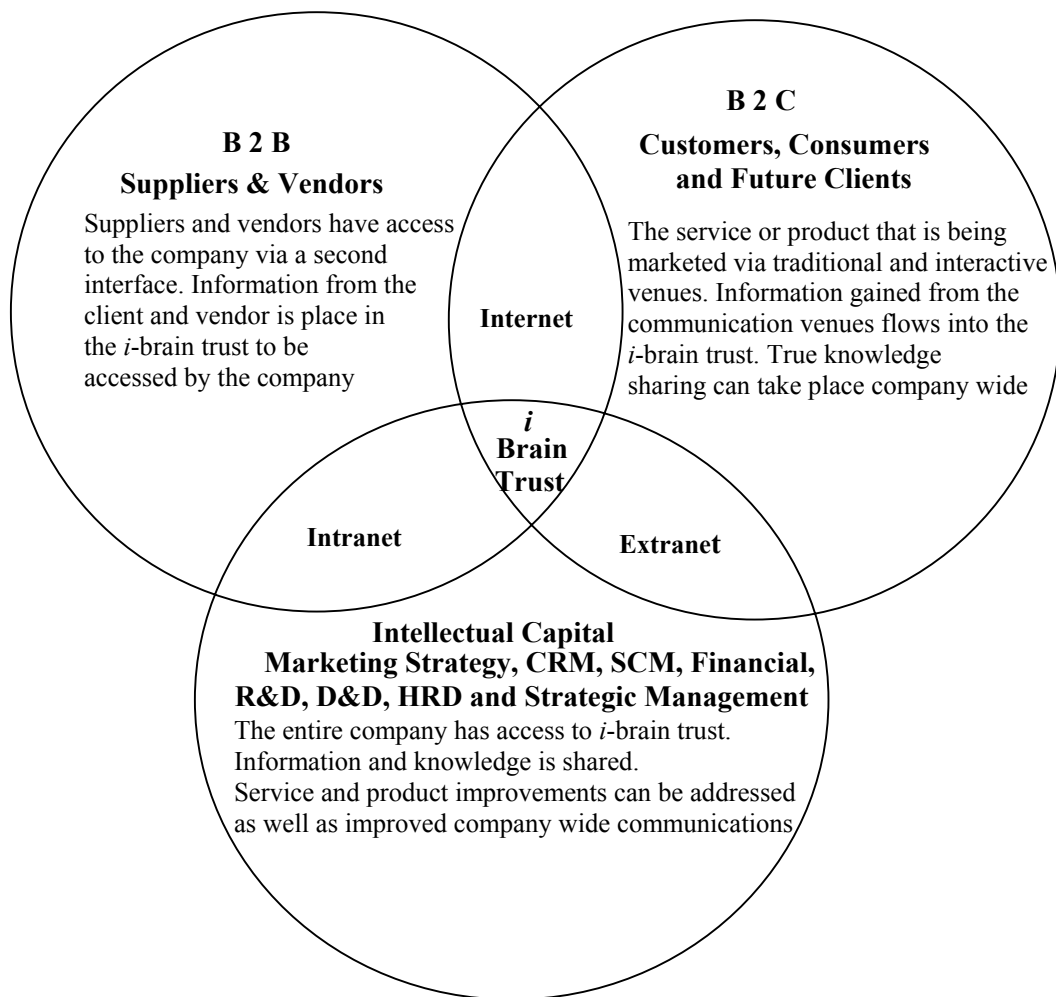 B 2 B
Suppliers & Vendors
Suppliers and vendors have access
to the company via a second
interface. Information from the
client and vendor is place in
the i-brain trust to be
accessed by the company
B 2 C
Customers, Consumers
and Future Clients
The service or product that is being
marketed via traditional and interactive
venues. Information gained from the
communication venues flows into the
i-brain trust. True knowledge
sharing can take place company wide
Internet
i
Brain
Trust
Intranet
Extranet
Intellectual Capital
Marketing Strategy, CRM, SCM, Financial,
R&D, D&D, HRD and Strategic Management
The entire company has access to i-brain trust.
Information and knowledge is shared.
Service and product improvements can be addressed
as well as improved company wide communications